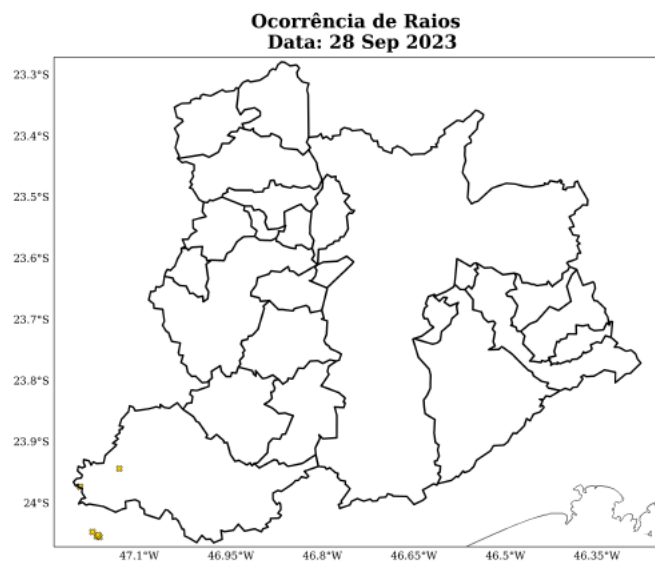 Ocorrência de Raios
Data: 28 Sep 2023
23.3°S
23.4°S
23.5°S
23.6°S
23.7°S
23.8°S
23.9°S
24°S
47.1°W
46.95°W
46.8°W
46.65°W
46.5°W
46.35°W